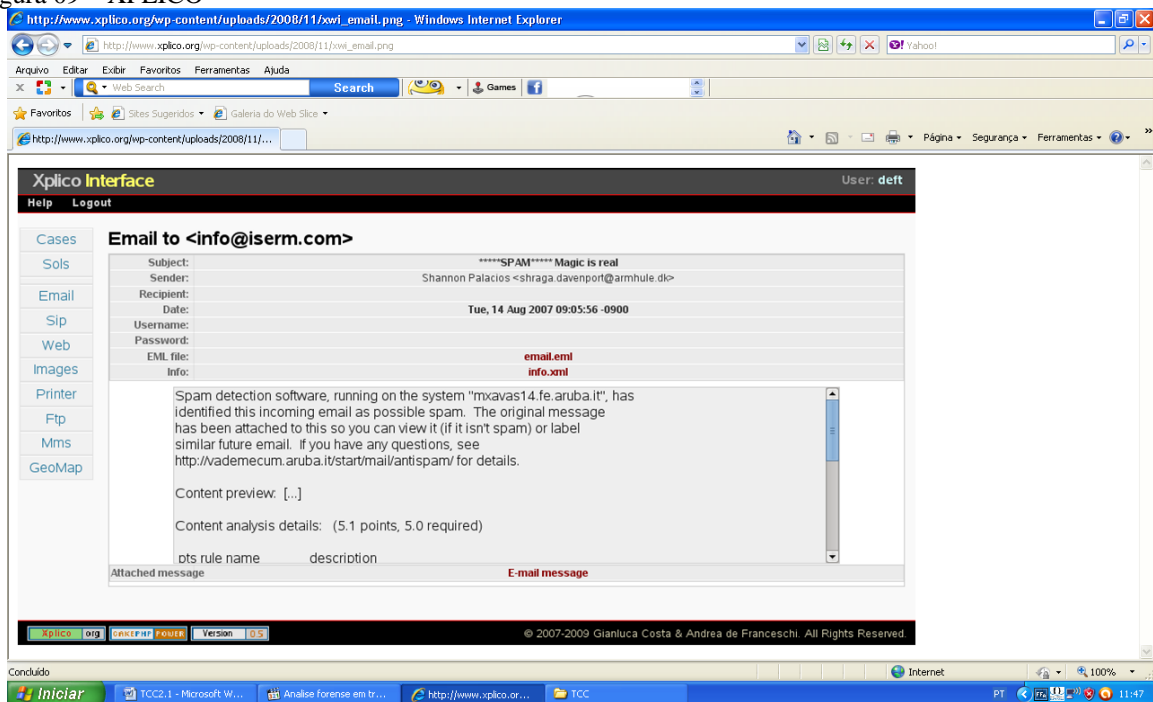 gura 09 – XPLICO
http://www.xplico.org/wp-content/uploads/2008/11/xwi_email.png - Windows Internet Explorer
http://www.xplico.org/wp-content/uploads/2008/11/xwi_email.png
Yahoo!
Arquivo Editar Exibir Favoritos Ferramentas Ajuda
X Web Search Search Games
Favoritos Sites Sugeridos Galeria do Web Slice
http://www.xplico.org/wp-content/uploads/2008/11/...
Página Segurança Ferramentas
Xplico Interface
User: deft
Help Logout
Cases
Sols
Email
Sip
Web
Images
Printer
Ftp
Mms
GeoMap
Email to <info@iserm.com>
Subject: *****SPAM***** Magic is real
Sender: Shannon Palacios <shraga.davenport@armhule.dk>
Recipient:
Date: Tue, 14 Aug 2007 09:05:56 -0900
Username:
Password:
EML file: email.eml
Info: info.xml
Spam detection software, running on the system "mxavas14.fe.aruba.it", has
identified this incoming email as possible spam. The original message
has been attached to this so you can view it (if it isn't spam) or label
similar future email. If you have any questions, see
http://vademecum.aruba.it/start/mail/antispam/ for details.
Content preview: [...]
Content analysis details: (5.1 points, 5.0 required)
pts rule name description
Attached message E-mail message
Xplico org CAKEPHP POWER Version 0.5
© 2007-2009 Gianluca Costa & Andrea de Franceschi. All Rights Reserved.
Concluído
Internet
100%
Iniciar
TCC2.1 - Microsoft W...
Analise forense em tr...
http://www.xplico.or...
TCC
PT
11:47